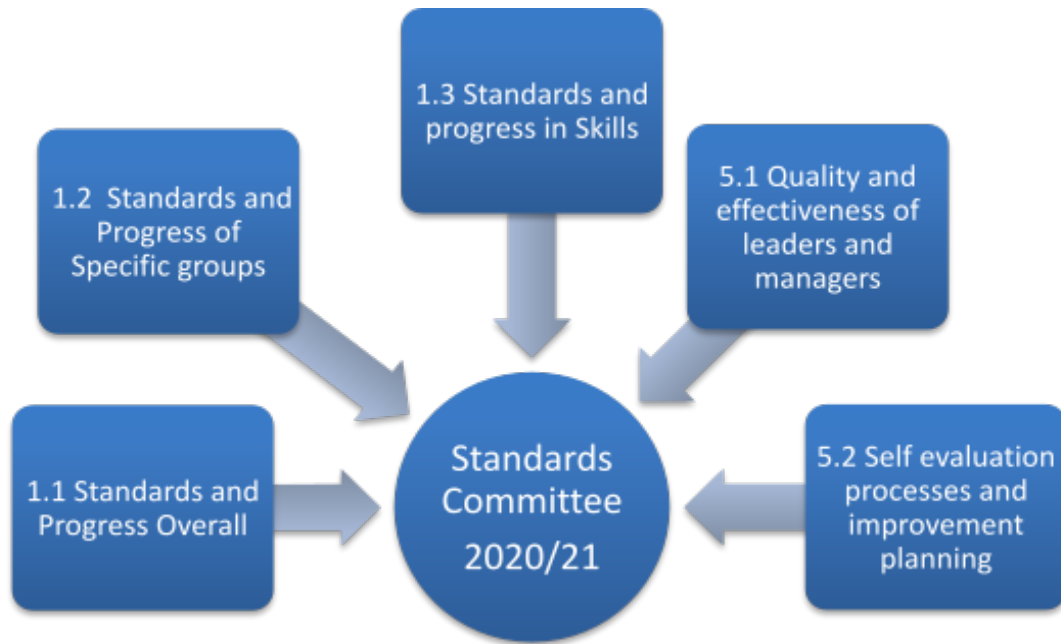 1.3 Standards and
progress in Skills
1.2 Standards and
Progress of
Specific groups
5.1 Quality and
effectiveness of
leaders and
managers
1.1 Standards and
Progress Overall
Standards
Committee
2020/21
5.2 Self evaluation
processes and
improvement
planning